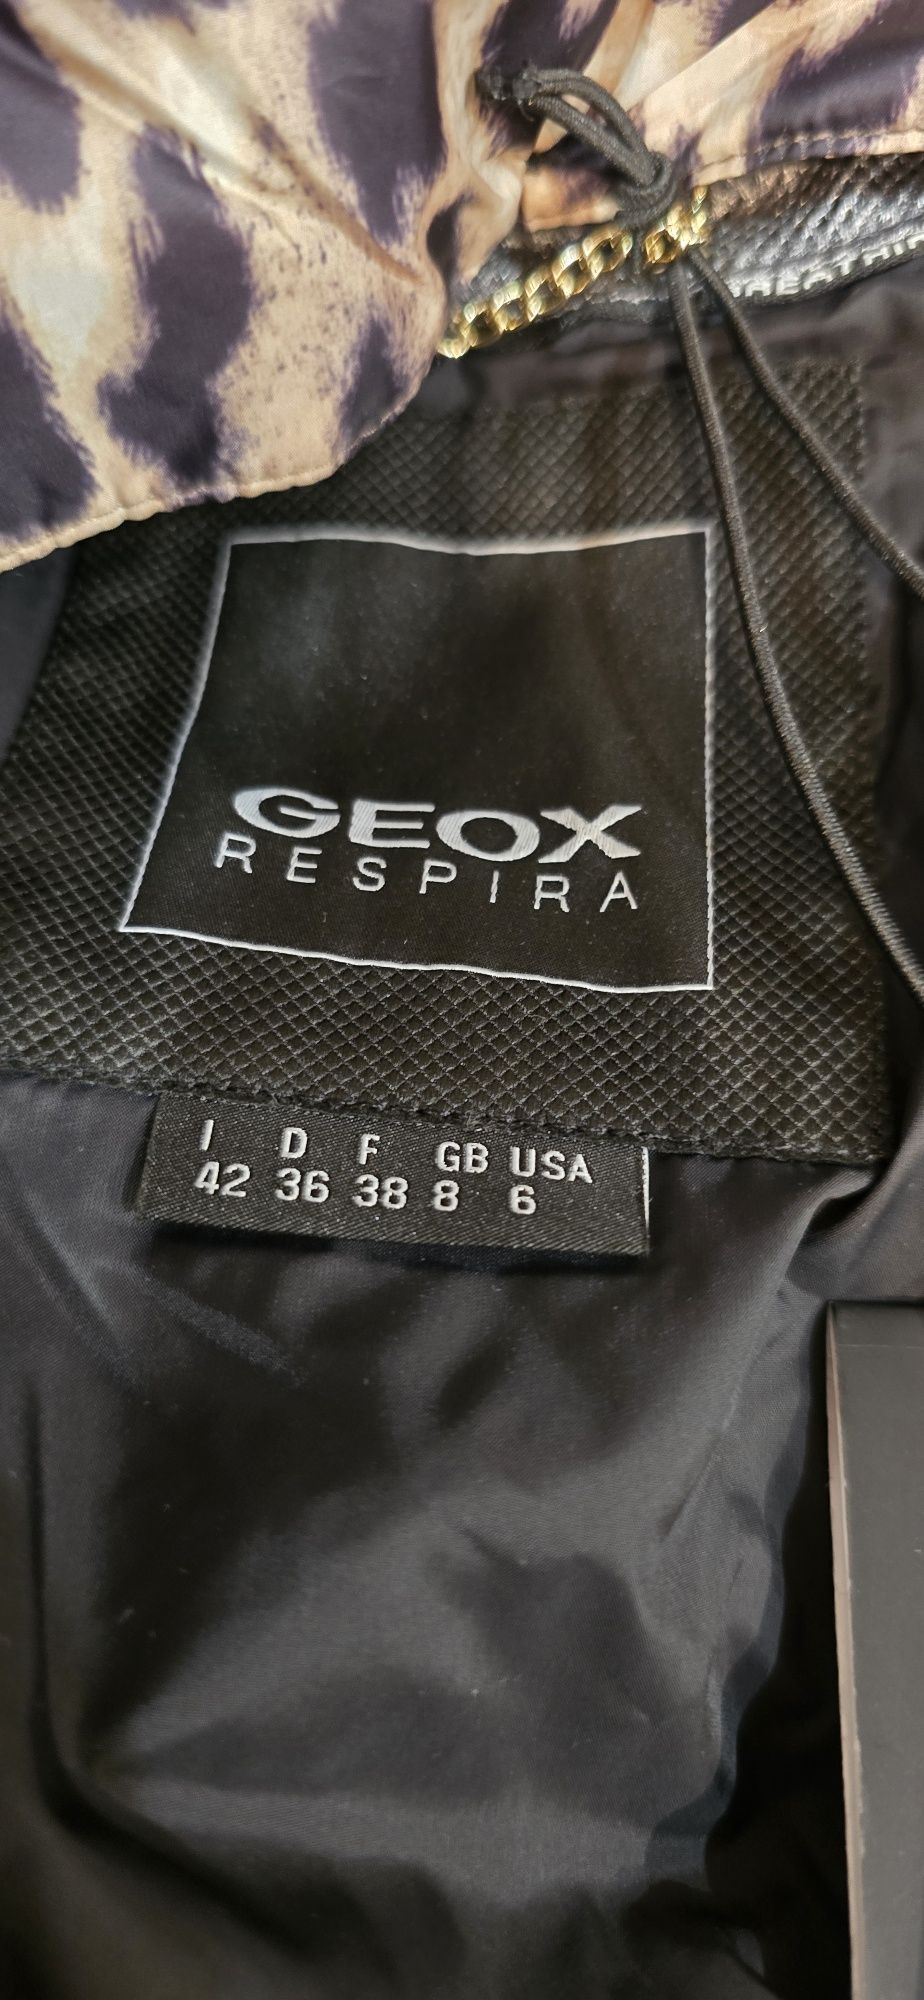 GEOX
RESPIRA
I D F GB USA
42 36 38 8 6